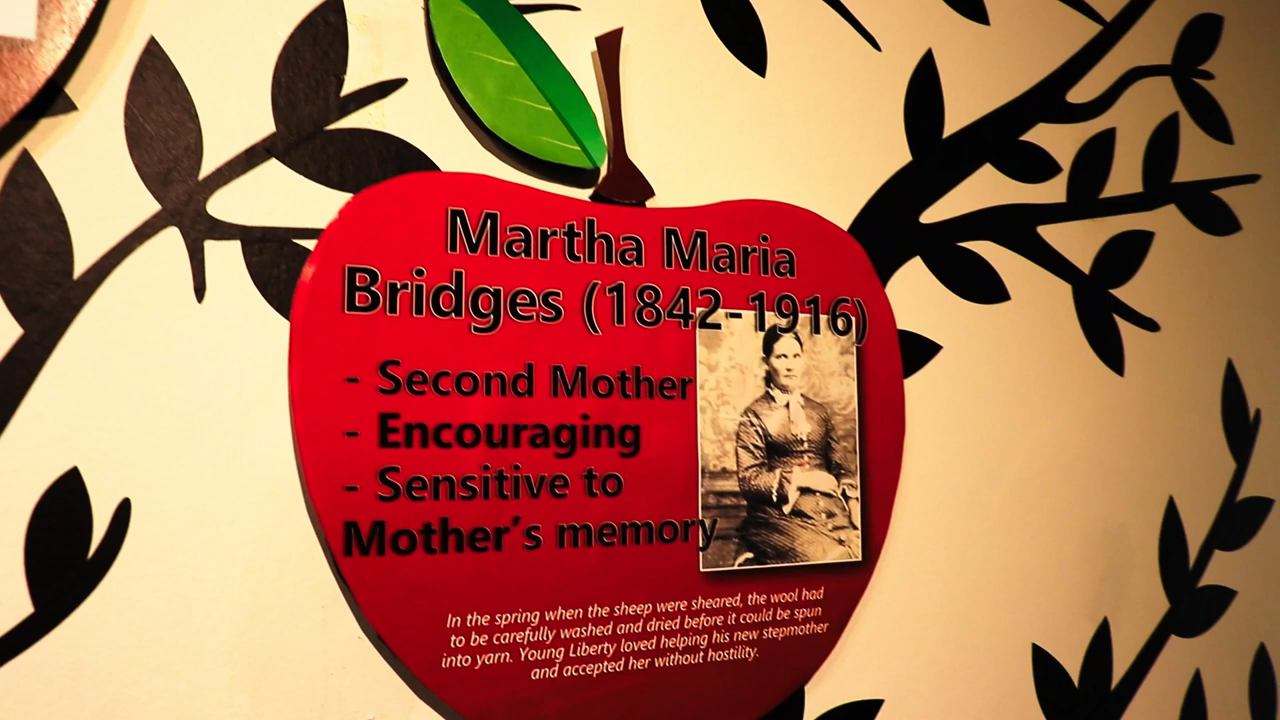 Martha Maria
Bridges (1842-1916)
- Second Mother
- Encouraging
- Sensitive to
Mother's memory
In the spring when the sheep were sheared, the wool had
to be carefully washed and dried before it could be spun
into yarn. Young Liberty loved helping his new stepmother
and accepted her without hostility.